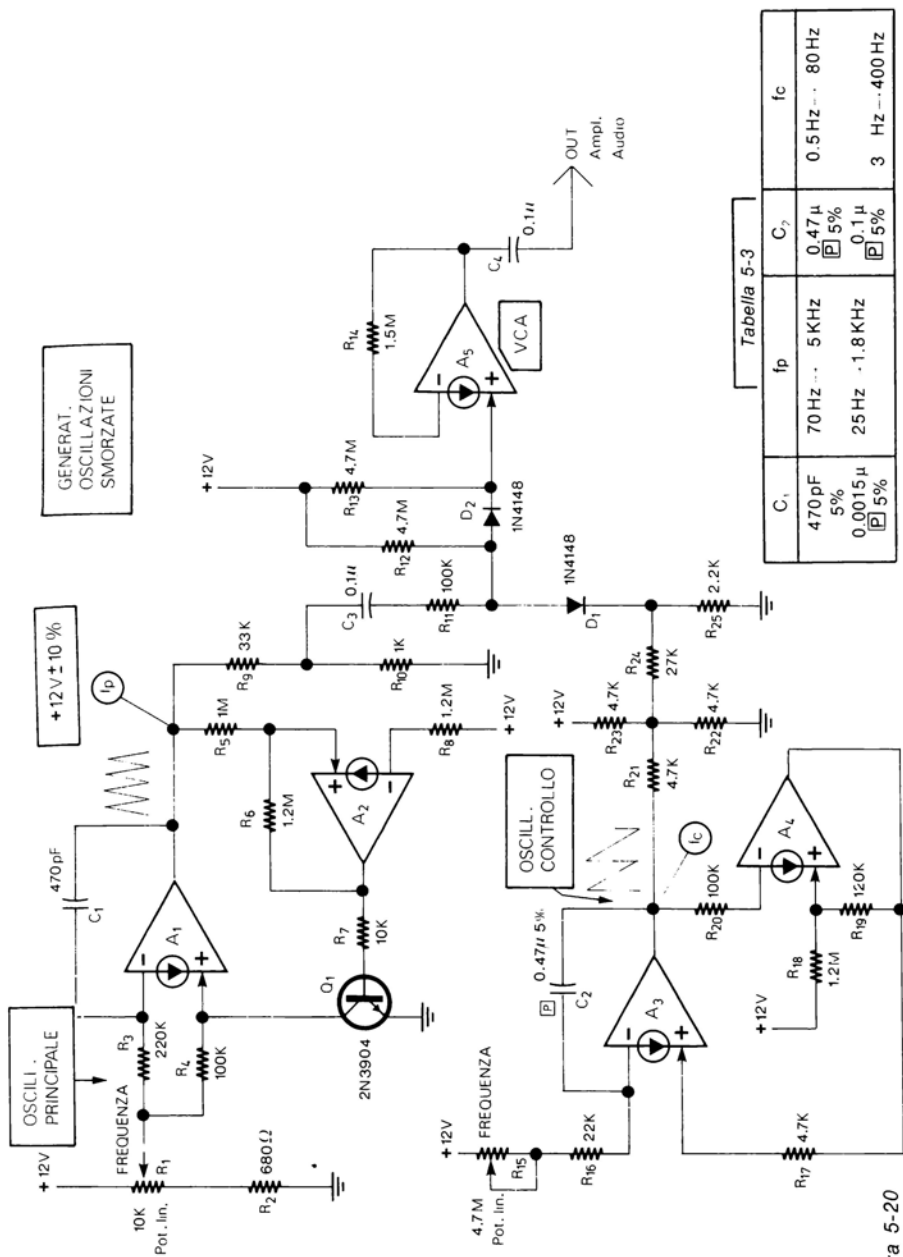 GENERAT.
OSCILLAZIONI
SMORZATE
+12V ± 10 %
Ip
OSCILL.
PRINCIPALE
FREQUENZA
+12V
10K
Pot. lin.
R1
R2
680Ω
R3
220K
R4
100K
C1
470pF
A1
−
+
Q1
2N3904
R7
10K
R6
1.2M
R5
1M
A2
+
−
R8
1.2M
+12V
R9
33K
R10
1K
C3
0.1µ
R11
100K
+12V
R12
4.7M
R13
4.7M
D2
1N4148
D1
1N4148
R14
1.5M
A5
−
+
VCA
C4
0.1µ
OUT
Ampl.
Audio
OSCILL.
CONTROLLO
Ic
+12V
FREQUENZA
4.7M
Pot. lin.
R15
R16
22K
R17
4.7K
P
0.47µ 5%
C2
A3
−
+
R20
100K
A4
−
+
+12V
R18
1.2M
R19
120K
R21
4.7K
+12V
R23
4.7K
R22
4.7K
R24
27K
R25
2.2K
Tabella 5-3
C1 fp C2 fc
470pF 70Hz -·· 5KHz 0.47µ 0.5Hz -·· 80Hz
5% P 5%
0.0015µ 25Hz -·1.8KHz 0.1µ 3 Hz -··400Hz
P 5% P 5%
ra 5-20